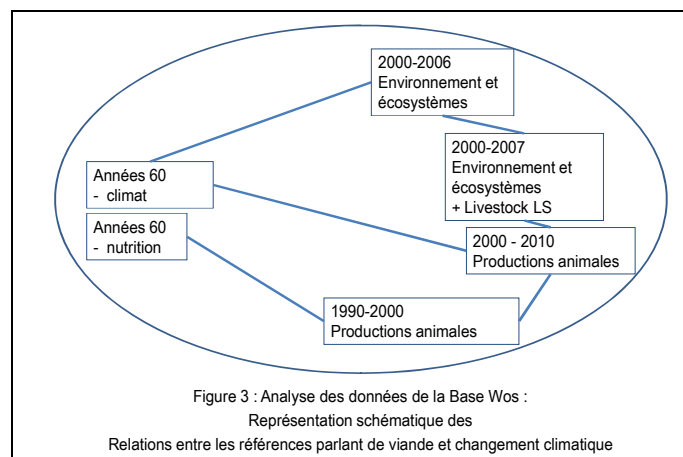 2000-2006
Environnement et
écosystèmes
2000-2007
Environnement et
écosystèmes
+ Livestock LS
Années 60
- climat
Années 60
- nutrition
2000 - 2010
Productions animales
1990-2000
Productions animales
Figure 3 : Analyse des données de la Base Wos :
Représentation schématique des
Relations entre les références parlant de viande et changement climatique